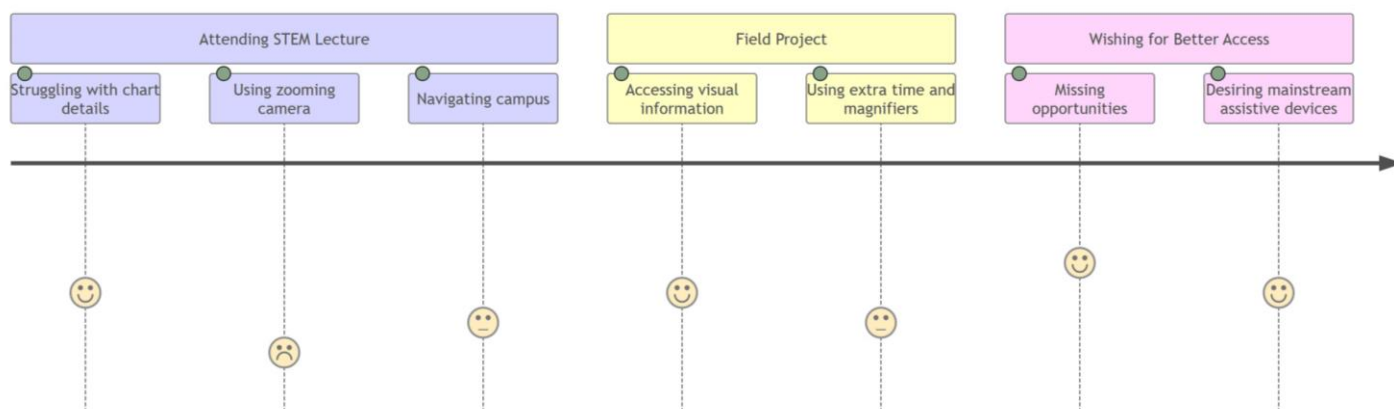 Attending STEM Lecture
Field Project
Wishing for Better Access
Struggling with chart
details
Using zooming
camera
Navigating campus
Accessing visual
information
Using extra time and
magnifiers
Missing
opportunities
Desiring mainstream
assistive devices